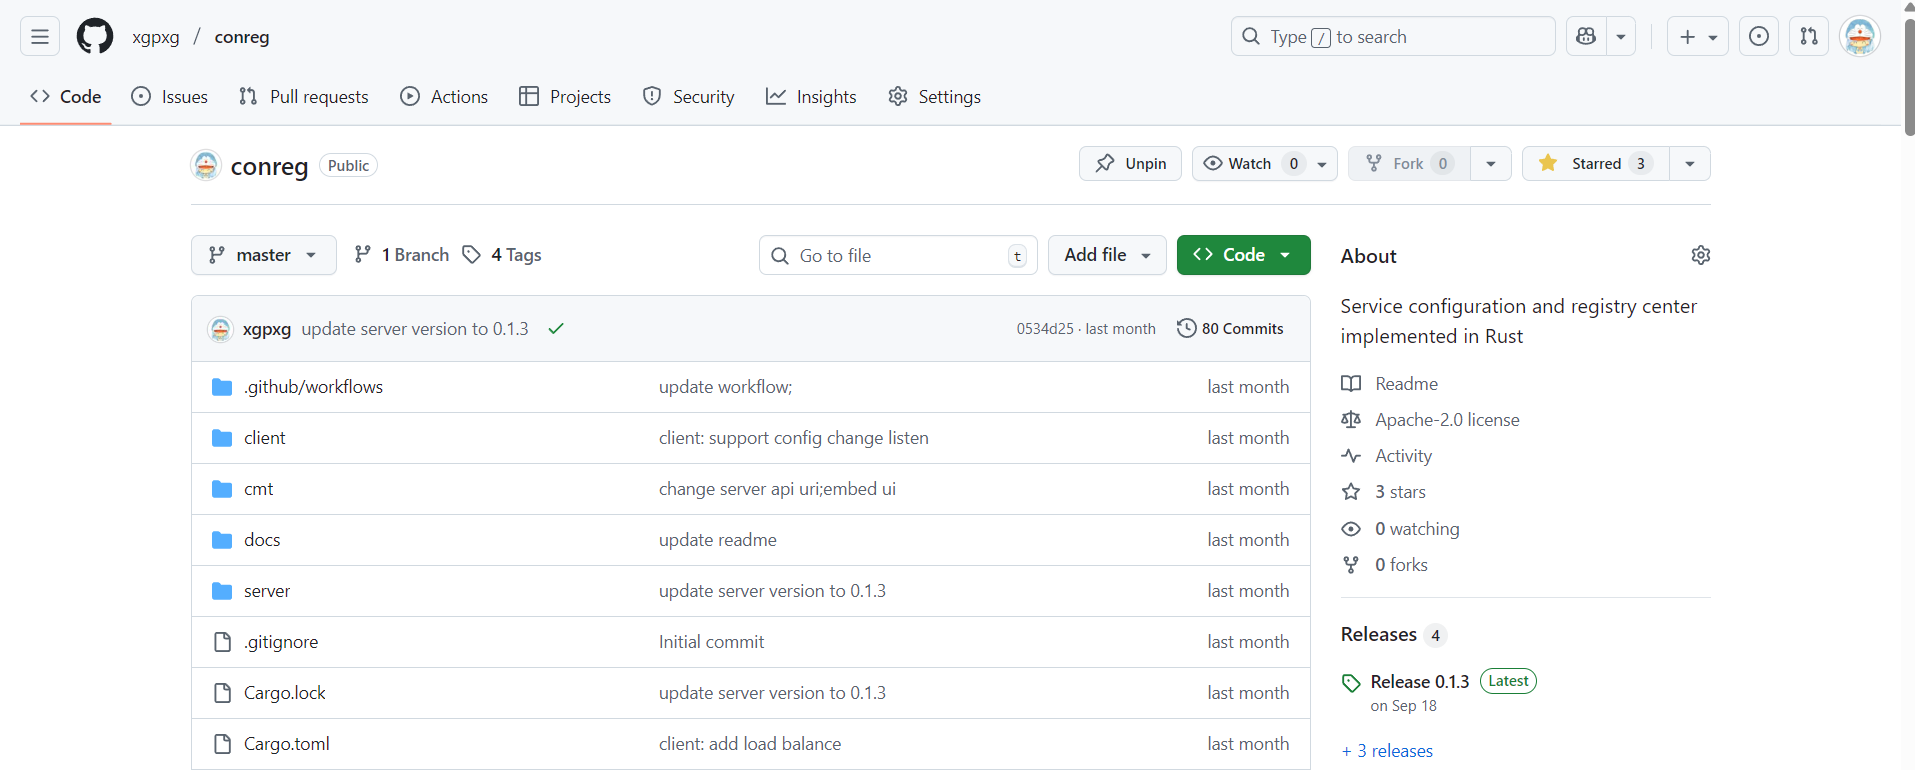 xgpxg / conreg
Type / to search
Code
Issues
Pull requests
Actions
Projects
Security
Insights
Settings
conreg Public
Unpin
Watch 0
Fork 0
Starred 3
master
1 Branch
4 Tags
Go to file t
Add file
Code
xgpxg update server version to 0.1.3
0534d25 · last month
80 Commits
.github/workflows update workflow; last month
client client: support config change listen last month
cmt change server api uri;embed ui last month
docs update readme last month
server update server version to 0.1.3 last month
.gitignore Initial commit last month
Cargo.lock update server version to 0.1.3 last month
Cargo.toml client: add load balance last month
About
Service configuration and registry center
implemented in Rust
Readme
Apache-2.0 license
Activity
3 stars
0 watching
0 forks
Releases 4
Release 0.1.3 Latest
on Sep 18
+ 3 releases